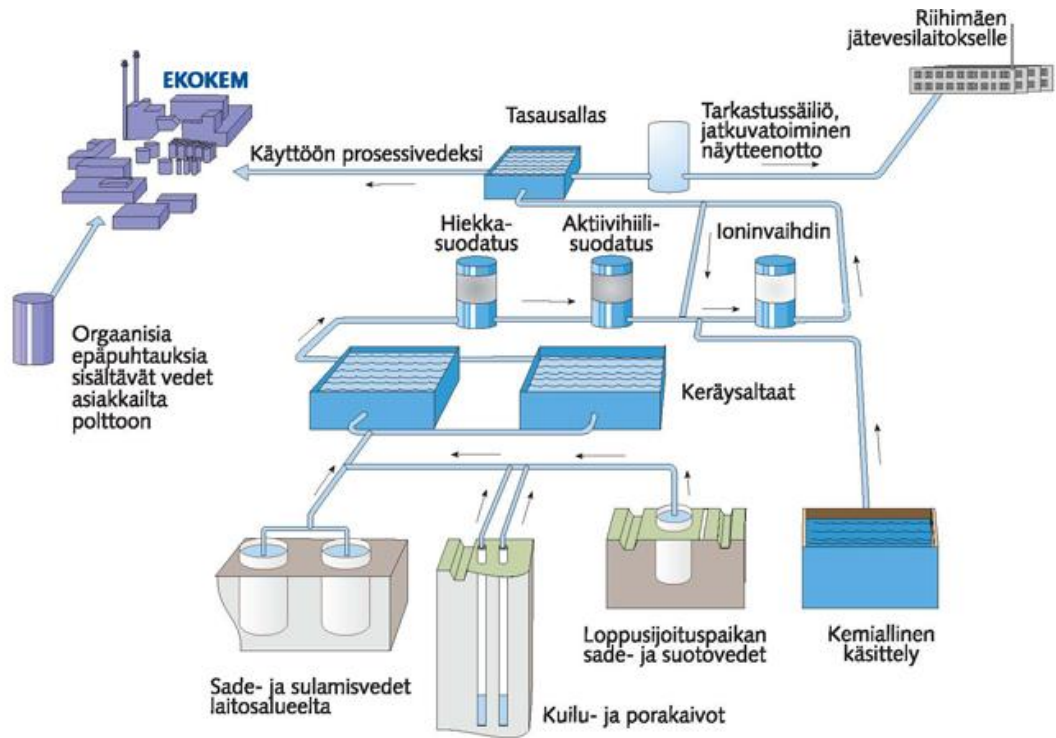 Riihimäen
jätevesilaitokselle
EKOKEM
Tasausallas
Tarkastussäiliö,
jatkuvatoiminen
näytteenotto
Käyttöön prosessivedeksi
Hiekka-
suodatus
Aktiivihiili-
suodatus
Ioninvaihdin
Orgaanisia
epäpuhtauksia
sisältävät vedet
asiakkailta
polttoon
Keräysaltaat
Sade- ja sulamisvedet
laitosalueelta
Kuilu- ja porakaivot
Loppusijoituspaikan
sade- ja suotovedet
Kemiallinen
käsittely